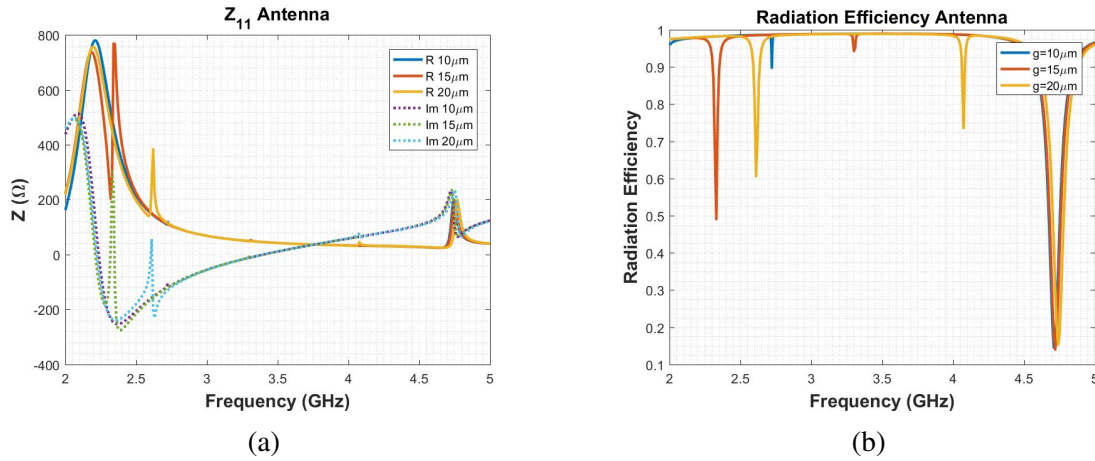 Z11 Antenna
800
600
400
200
0
-200
-400
2
2.5
3
3.5
4
4.5
5
Z (Ω)
Frequency (GHz)
R 10μm
R 15μm
R 20μm
Im 10μm
Im 15μm
Im 20μm
(a)
Radiation Efficiency Antenna
1
0.9
0.8
0.7
0.6
0.5
0.4
0.3
0.2
0.1
2
2.5
3
3.5
4
4.5
5
Radiation Efficiency
Frequency (GHz)
g=10μm
g=15μm
g=20μm
(b)